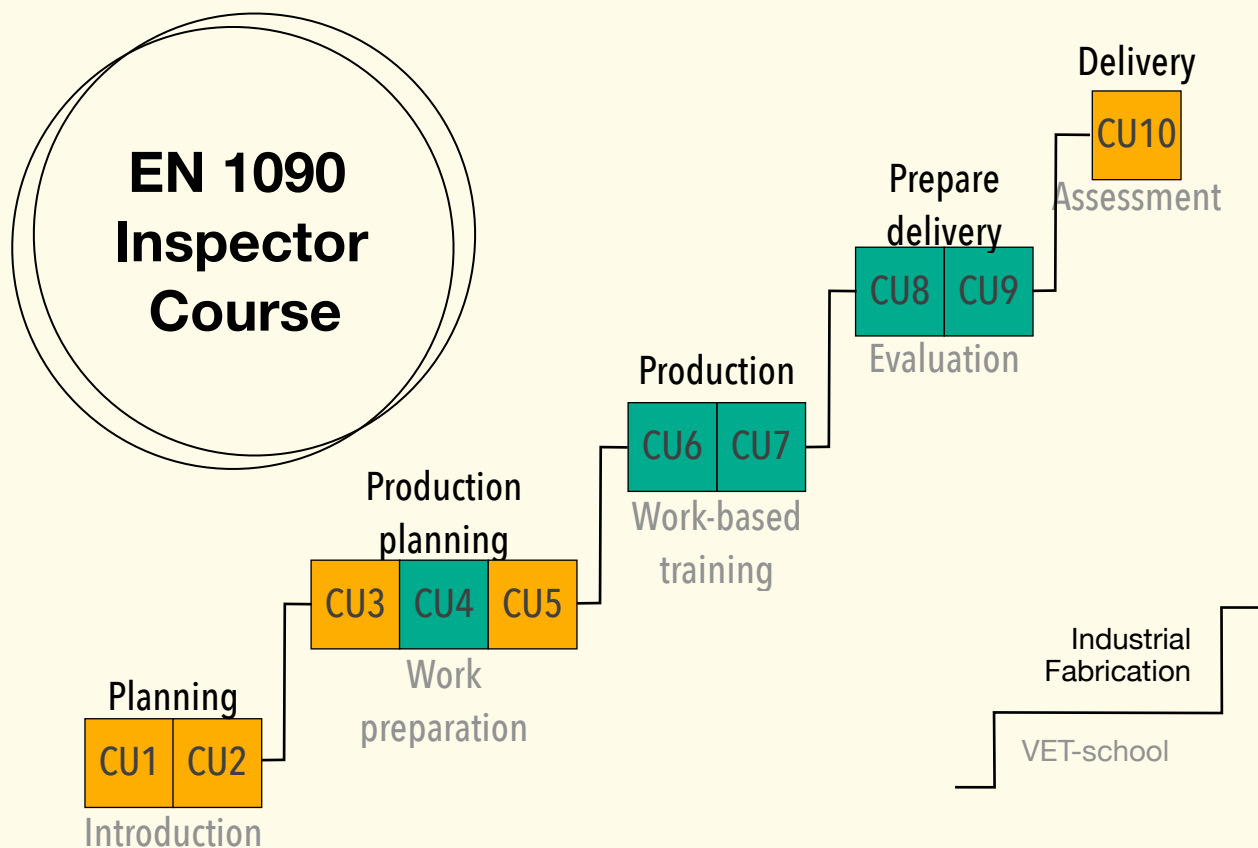 EN 1090
Inspector
Course
Delivery
CU10
Assessment
Prepare
delivery
CU8 CU9
Evaluation
Production
CU6 CU7
Work-based
training
Production
planning
CU3 CU4 CU5
Work
preparation
Planning
CU1 CU2
Introduction
Industrial
Fabrication
VET-school